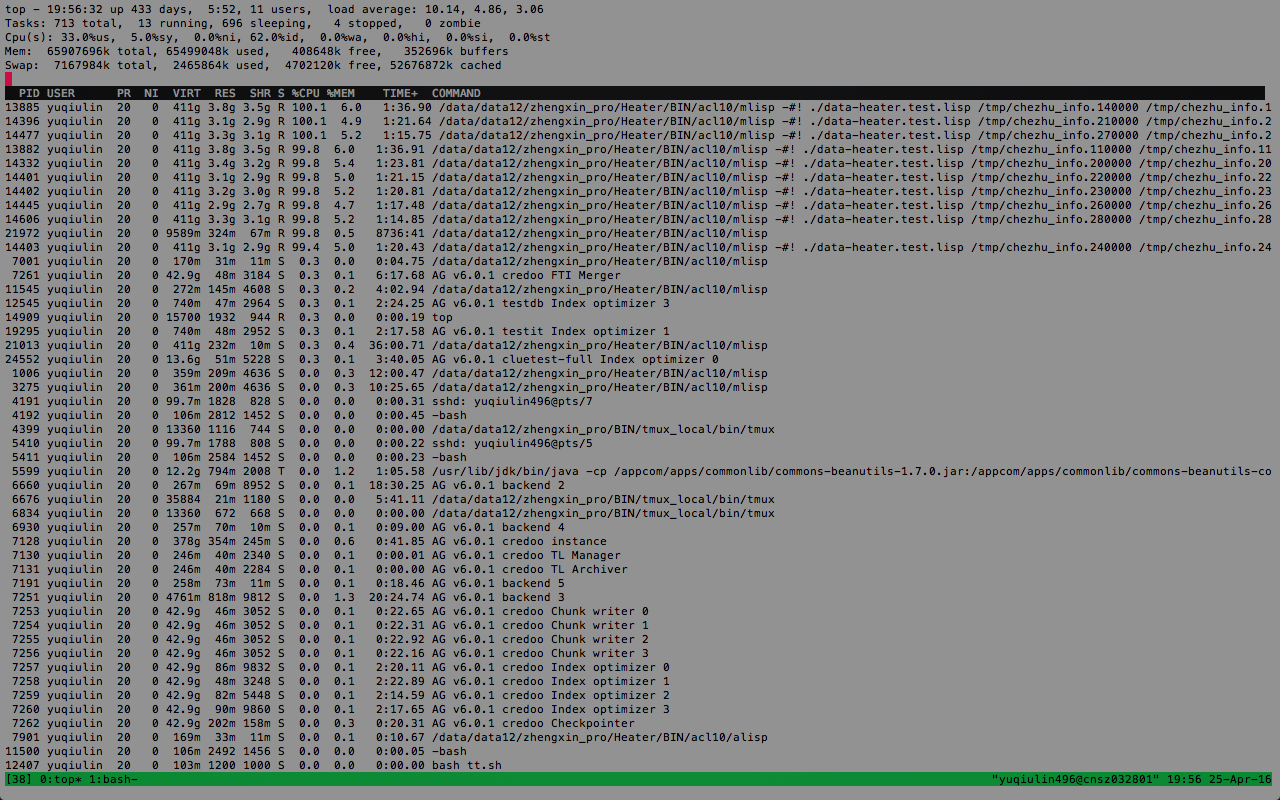 top - 19:56:32 up 433 days,  5:52, 11 users,  load average: 10.14, 4.86, 3.06
Tasks: 713 total,  13 running, 696 sleeping,   4 stopped,   0 zombie
Cpu(s): 33.0%us,  5.0%sy,  0.0%ni, 62.0%id,  0.0%wa,  0.0%hi,  0.0%si,  0.0%st
Mem:  65907696k total, 65499048k used,   408648k free,   352696k buffers
Swap:  7167984k total,  2465864k used,  4702120k free, 52676872k cached
  PID USER      PR  NI  VIRT  RES  SHR S %CPU %MEM    TIME+  COMMAND
13885 yuqiulin  20   0  411g 3.8g 3.5g R 100.1  6.0   1:36.90 /data/data12/zhengxin_pro/Heater/BIN/acl10/mlisp -#! ./data-heater.test.lisp /tmp/chezhu_info.140000 /tmp/chezhu_info.1
14396 yuqiulin  20   0  411g 3.1g 2.9g R 100.1  4.9   1:21.64 /data/data12/zhengxin_pro/Heater/BIN/acl10/mlisp -#! ./data-heater.test.lisp /tmp/chezhu_info.210000 /tmp/chezhu_info.2
14477 yuqiulin  20   0  411g 3.3g 3.1g R 100.1  5.2   1:15.75 /data/data12/zhengxin_pro/Heater/BIN/acl10/mlisp -#! ./data-heater.test.lisp /tmp/chezhu_info.270000 /tmp/chezhu_info.2
13882 yuqiulin  20   0  411g 3.8g 3.5g R 99.8  6.0   1:36.91 /data/data12/zhengxin_pro/Heater/BIN/acl10/mlisp -#! ./data-heater.test.lisp /tmp/chezhu_info.110000 /tmp/chezhu_info.11
14332 yuqiulin  20   0  411g 3.4g 3.2g R 99.8  5.4   1:23.81 /data/data12/zhengxin_pro/Heater/BIN/acl10/mlisp -#! ./data-heater.test.lisp /tmp/chezhu_info.200000 /tmp/chezhu_info.20
14401 yuqiulin  20   0  411g 3.1g 2.9g R 99.8  5.0   1:21.15 /data/data12/zhengxin_pro/Heater/BIN/acl10/mlisp -#! ./data-heater.test.lisp /tmp/chezhu_info.220000 /tmp/chezhu_info.22
14402 yuqiulin  20   0  411g 3.2g 3.0g R 99.8  5.2   1:20.81 /data/data12/zhengxin_pro/Heater/BIN/acl10/mlisp -#! ./data-heater.test.lisp /tmp/chezhu_info.230000 /tmp/chezhu_info.23
14445 yuqiulin  20   0  411g 2.9g 2.7g R 99.8  4.7   1:17.48 /data/data12/zhengxin_pro/Heater/BIN/acl10/mlisp -#! ./data-heater.test.lisp /tmp/chezhu_info.260000 /tmp/chezhu_info.26
14606 yuqiulin  20   0  411g 3.3g 3.1g R 99.8  5.2   1:14.85 /data/data12/zhengxin_pro/Heater/BIN/acl10/mlisp -#! ./data-heater.test.lisp /tmp/chezhu_info.280000 /tmp/chezhu_info.28
21972 yuqiulin  20   0 9589m 324m  67m R 99.8  0.5   8736:41 /data/data12/zhengxin_pro/Heater/BIN/acl10/mlisp
14403 yuqiulin  20   0  411g 3.1g 2.9g R 99.4  5.0   1:20.43 /data/data12/zhengxin_pro/Heater/BIN/acl10/mlisp -#! ./data-heater.test.lisp /tmp/chezhu_info.240000 /tmp/chezhu_info.24
 7001 yuqiulin  20   0  170m  31m  11m S  0.3  0.0   0:04.75 /data/data12/zhengxin_pro/Heater/BIN/acl10/mlisp
 7261 yuqiulin  20   0 42.9g  48m 3184 S  0.3  0.1   6:17.68 AG v6.0.1 credoo FTI Merger
11545 yuqiulin  20   0  272m 145m 4608 S  0.3  0.2   4:02.94 /data/data12/zhengxin_pro/Heater/BIN/acl10/mlisp
12545 yuqiulin  20   0  740m  47m 2964 S  0.3  0.1   2:24.25 AG v6.0.1 testdb Index optimizer 3
14909 yuqiulin  20   0 15700 1932  944 R  0.3  0.0   0:00.19 top
19295 yuqiulin  20   0  740m  48m 2952 S  0.3  0.1   2:17.58 AG v6.0.1 testit Index optimizer 1
21013 yuqiulin  20   0  411g 232m  10m S  0.3  0.4  36:00.71 /data/data12/zhengxin_pro/Heater/BIN/acl10/mlisp
24552 yuqiulin  20   0 13.6g  51m 5228 S  0.3  0.1   3:40.05 AG v6.0.1 cluetest-full Index optimizer 0
 1006 yuqiulin  20   0  359m 209m 4636 S  0.0  0.3  12:00.47 /data/data12/zhengxin_pro/Heater/BIN/acl10/mlisp
 3275 yuqiulin  20   0  361m 200m 4636 S  0.0  0.3  10:25.65 /data/data12/zhengxin_pro/Heater/BIN/acl10/mlisp
 4191 yuqiulin  20   0 99.7m 1828  828 S  0.0  0.0   0:00.31 sshd: yuqiulin496@pts/7
 4192 yuqiulin  20   0  106m 2812 1452 S  0.0  0.0   0:00.45 -bash
 4399 yuqiulin  20   0 13360 1116  744 S  0.0  0.0   0:00.00 /data/data12/zhengxin_pro/BIN/tmux_local/bin/tmux
 5410 yuqiulin  20   0 99.7m 1788  808 S  0.0  0.0   0:00.22 sshd: yuqiulin496@pts/5
 5411 yuqiulin  20   0  106m 2584 1452 S  0.0  0.0   0:00.23 -bash
 5599 yuqiulin  20   0 12.2g 794m 2008 T  0.0  1.2   1:05.58 /usr/lib/jdk/bin/java -cp /appcom/apps/commonlib/commons-beanutils-1.7.0.jar:/appcom/apps/commonlib/commons-beanutils-co
 6660 yuqiulin  20   0  267m  69m 8952 S  0.0  0.1  18:30.25 AG v6.0.1 backend 2
 6676 yuqiulin  20   0 35884  21m 1180 S  0.0  0.0   5:41.11 /data/data12/zhengxin_pro/BIN/tmux_local/bin/tmux
 6834 yuqiulin  20   0 13360  672  668 S  0.0  0.0   0:00.00 /data/data12/zhengxin_pro/BIN/tmux_local/bin/tmux
 6930 yuqiulin  20   0  257m  70m  10m S  0.0  0.1   0:09.00 AG v6.0.1 backend 4
 7128 yuqiulin  20   0  378g 354m 245m S  0.0  0.6   0:41.85 AG v6.0.1 credoo instance
 7130 yuqiulin  20   0  246m  40m 2340 S  0.0  0.1   0:00.01 AG v6.0.1 credoo TL Manager
 7131 yuqiulin  20   0  246m  40m 2284 S  0.0  0.1   0:00.00 AG v6.0.1 credoo TL Archiver
 7191 yuqiulin  20   0  258m  73m  11m S  0.0  0.1   0:18.46 AG v6.0.1 backend 5
 7251 yuqiulin  20   0 4761m 818m 9812 S  0.0  1.3  20:24.74 AG v6.0.1 backend 3
 7253 yuqiulin  20   0 42.9g  46m 3052 S  0.0  0.1   0:22.65 AG v6.0.1 credoo Chunk writer 0
 7254 yuqiulin  20   0 42.9g  46m 3052 S  0.0  0.1   0:22.31 AG v6.0.1 credoo Chunk writer 1
 7255 yuqiulin  20   0 42.9g  46m 3052 S  0.0  0.1   0:22.92 AG v6.0.1 credoo Chunk writer 2
 7256 yuqiulin  20   0 42.9g  46m 3052 S  0.0  0.1   0:22.16 AG v6.0.1 credoo Chunk writer 3
 7257 yuqiulin  20   0 42.9g  86m 9832 S  0.0  0.1   2:20.11 AG v6.0.1 credoo Index optimizer 0
 7258 yuqiulin  20   0 42.9g  48m 3248 S  0.0  0.1   2:22.89 AG v6.0.1 credoo Index optimizer 1
 7259 yuqiulin  20   0 42.9g  82m 5448 S  0.0  0.1   2:14.59 AG v6.0.1 credoo Index optimizer 2
 7260 yuqiulin  20   0 42.9g  90m 9860 S  0.0  0.1   2:17.65 AG v6.0.1 credoo Index optimizer 3
 7262 yuqiulin  20   0 42.9g 202m 158m S  0.0  0.3   0:20.31 AG v6.0.1 credoo Checkpointer
 7901 yuqiulin  20   0  169m  33m  11m S  0.0  0.1   0:10.67 /data/data12/zhengxin_pro/Heater/BIN/acl10/alisp
11500 yuqiulin  20   0  106m 2492 1456 S  0.0  0.0   0:00.05 -bash
12407 yuqiulin  20   0  103m 1200 1000 S  0.0  0.0   0:00.00 bash tt.sh
[38] 0:top* 1:bash- "yuqiulin496@cnsz032801" 19:56 25-Apr-16